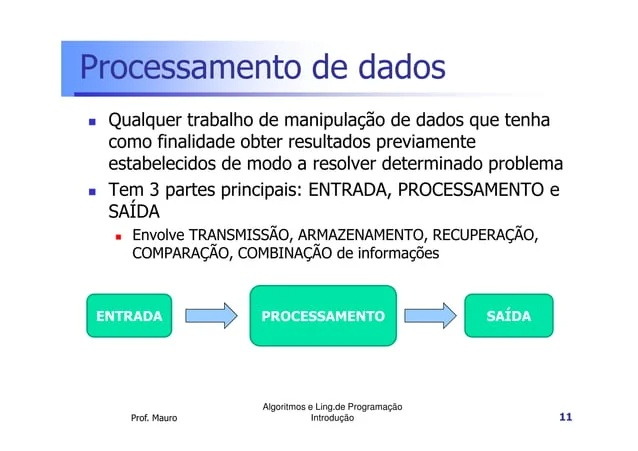 Processamento de dados
Qualquer trabalho de manipulação de dados que tenha
como finalidade obter resultados previamente
estabelecidos de modo a resolver determinado problema
Tem 3 partes principais: ENTRADA, PROCESSAMENTO e
SAÍDA
Envolve TRANSMISSÃO, ARMAZENAMENTO, RECUPERAÇÃO,
COMPARAÇÃO, COMBINAÇÃO de informações
ENTRADA
PROCESSAMENTO
SAÍDA
Prof. Mauro
Algoritmos e Ling.de Programação
Introdução
11